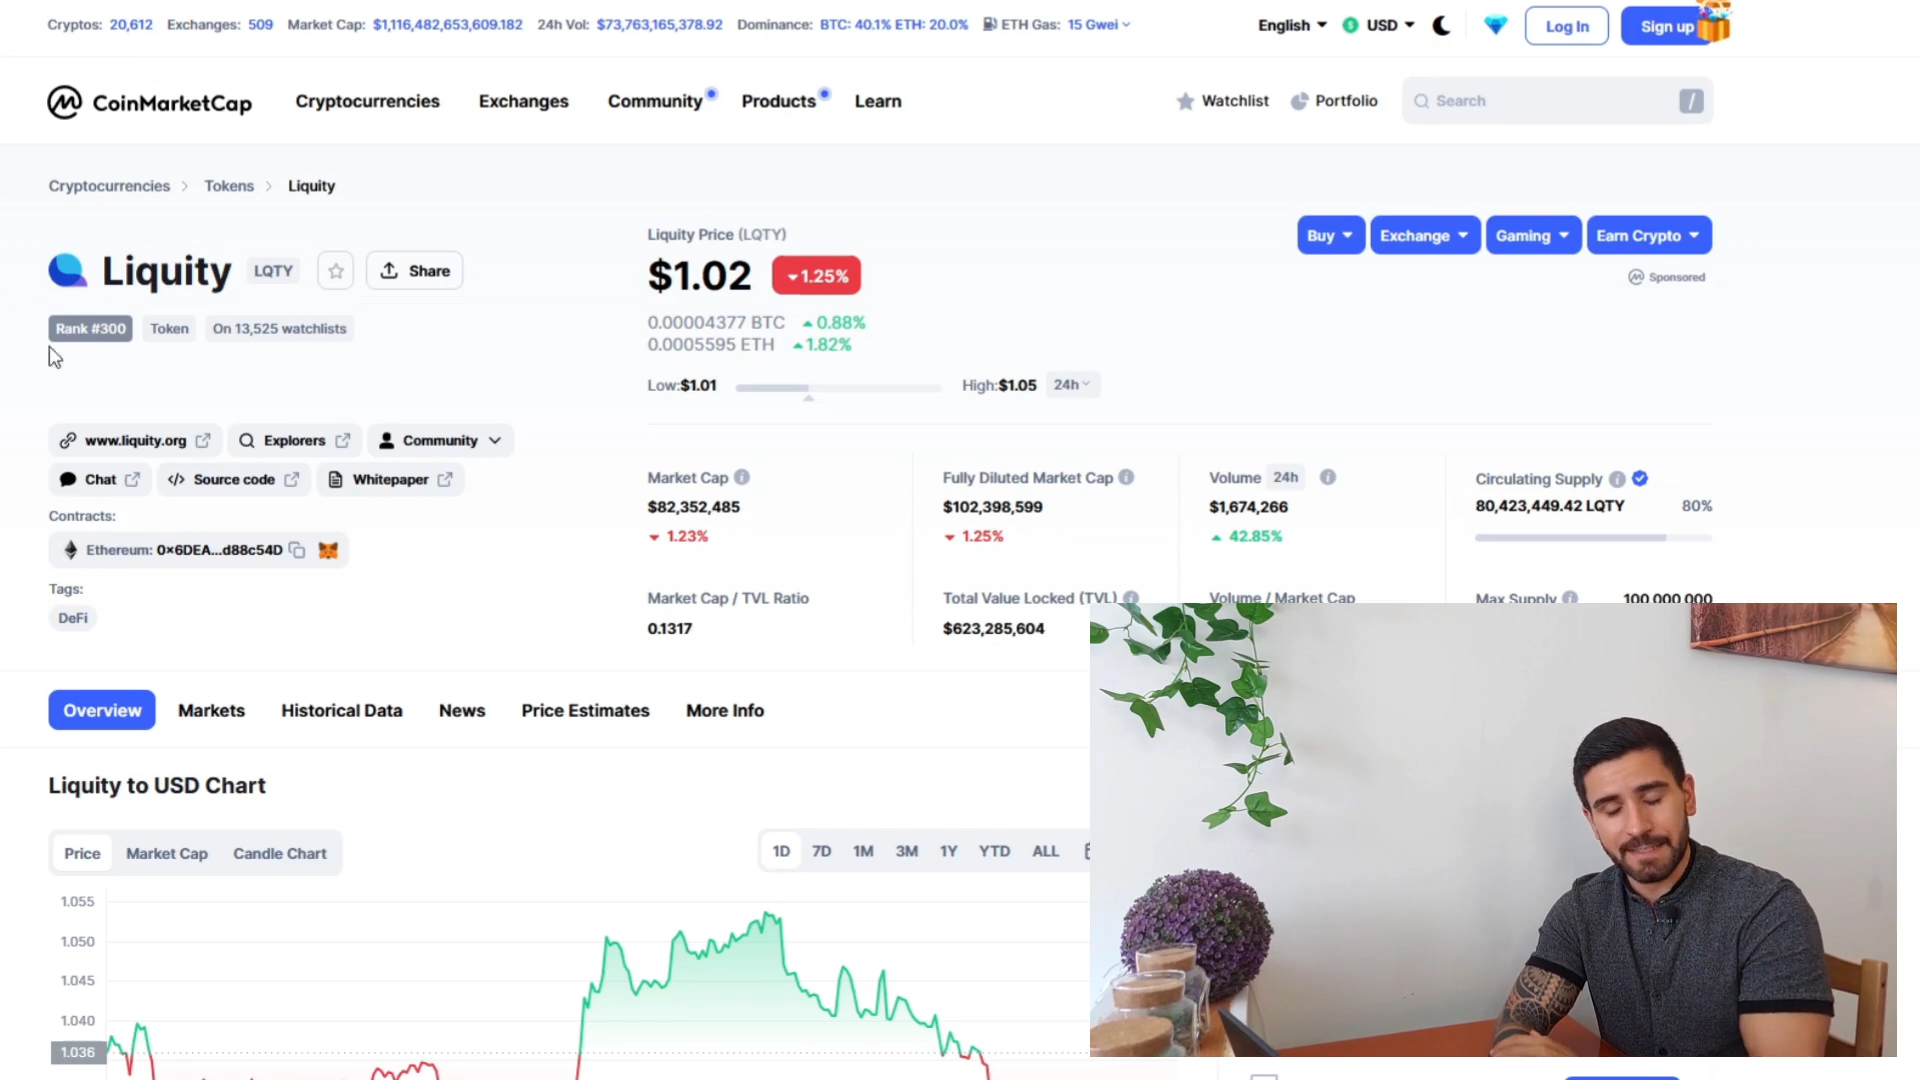 Cryptos: 20,612 Exchanges: 509 Market Cap: $1,116,482,653,609.182 24h Vol: $73,763,165,378.92 Dominance: BTC: 40.1% ETH: 20.0% ETH Gas: 15 Gwei
English USD Log In Sign up
CoinMarketCap Cryptocurrencies Exchanges Community Products Learn Watchlist Portfolio Search /
Cryptocurrencies > Tokens > Liquity
Liquity LQTY Share
Rank #300 Token On 13,525 watchlists
Liquity Price (LQTY)
$1.02 1.25%
0.00004377 BTC 0.88%
0.0005595 ETH 1.82%
Low:$1.01 High:$1.05 24h
Buy Exchange Gaming Earn Crypto
Sponsored
www.liquity.org Explorers Community
Chat Source code Whitepaper
Contracts:
Ethereum: 0x6DEA...d88c54D
Tags:
DeFi
Market Cap
$82,352,485
1.23%
Fully Diluted Market Cap
$102,398,599
1.25%
Volume 24h
$1,674,266
42.85%
Circulating Supply
80,423,449.42 LQTY 80%
Market Cap / TVL Ratio
0.1317
Total Value Locked (TVL)
$623,285,604
Volume / Market Cap
Max Supply 100,000,000
Overview Markets Historical Data News Price Estimates More Info
Liquity to USD Chart
Price Market Cap Candle Chart
1D 7D 1M 3M 1Y YTD ALL
1.055
1.050
1.045
1.040
1.036